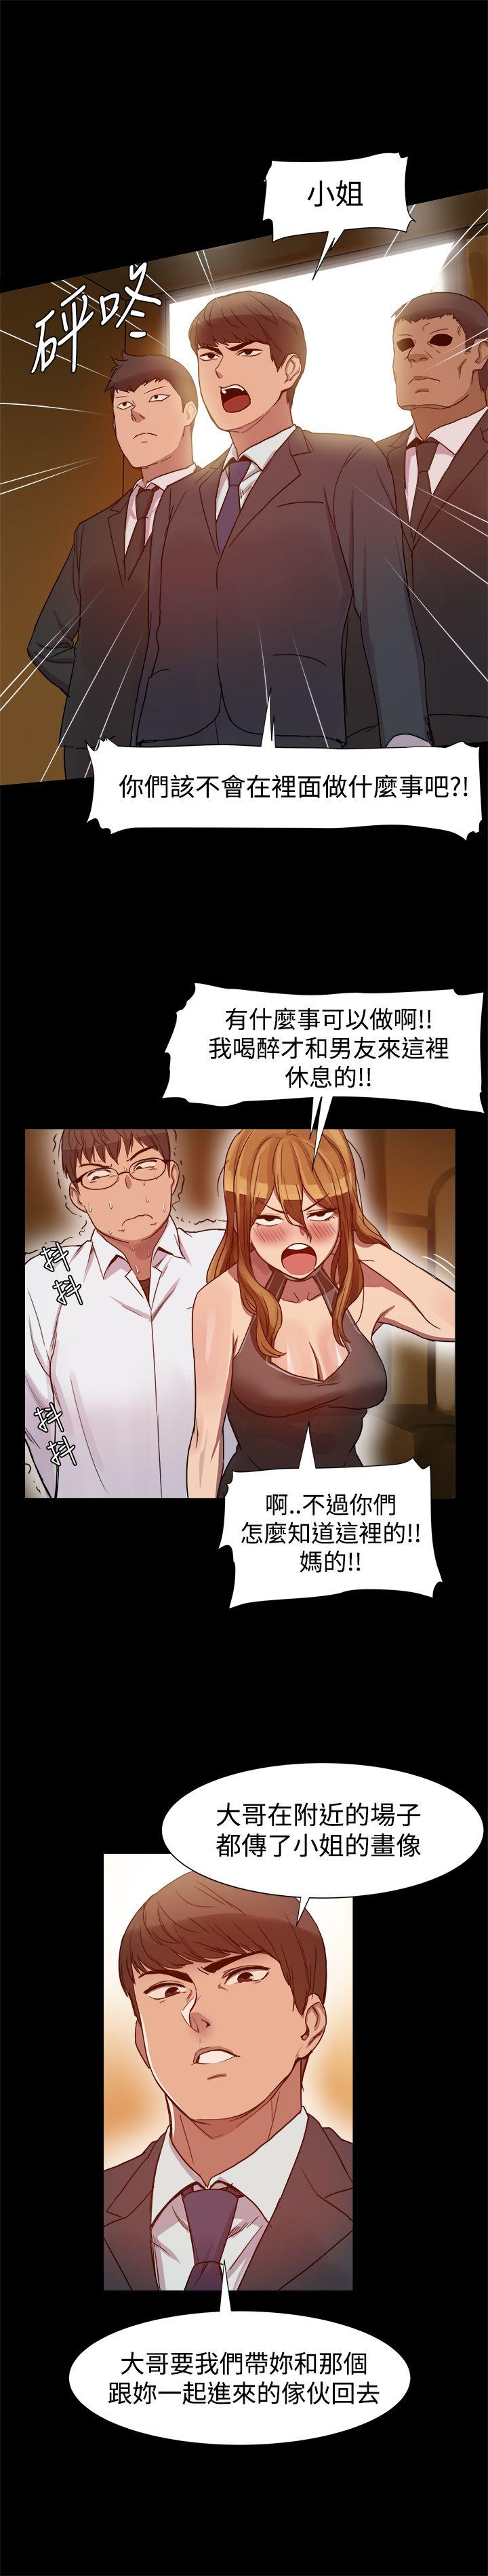 小姐
砰咚
你們該不會在裡面做什麼事吧?!
有什麼事可以做啊!!
我喝醉才和男友來這裡
休息的!!
抖
抖
抖
抖
啊..不過你們
怎麼知道這裡的!!
媽的!!
大哥在附近的場子
都傳了小姐的畫像
大哥要我們帶妳和那個
跟妳一起進來的傢伙回去